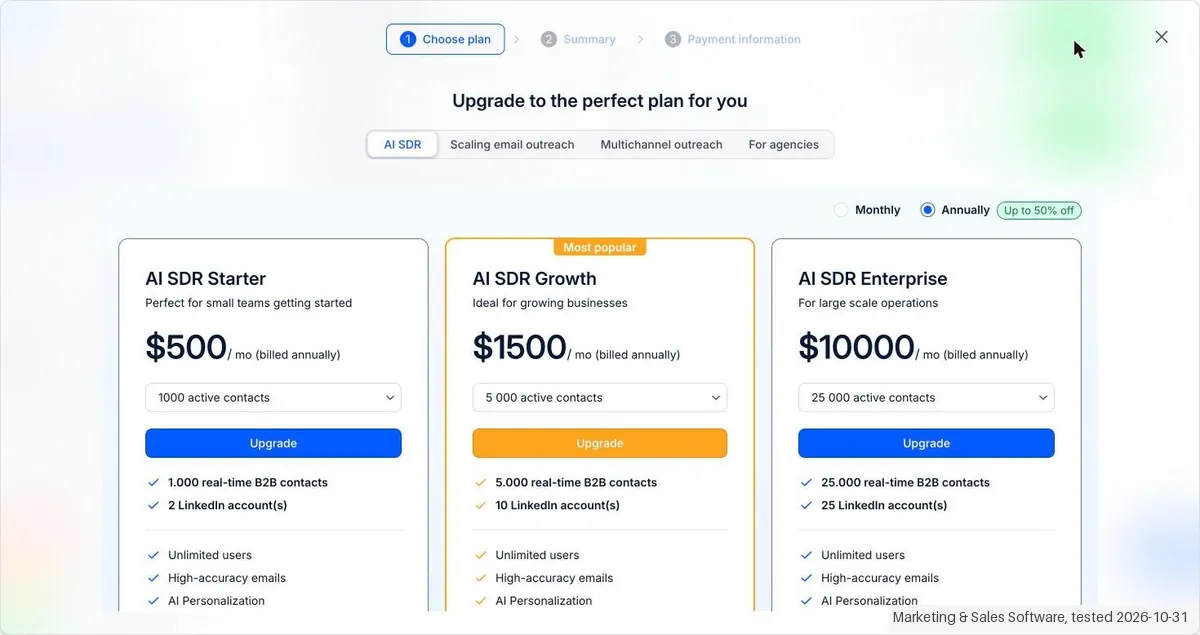 1 Choose plan > 2 Summary > 3 Payment information
Upgrade to the perfect plan for you
AI SDR Scaling email outreach Multichannel outreach For agencies
Monthly Annually Up to 50% off
AI SDR Starter
Perfect for small teams getting started
$500 / mo (billed annually)
1000 active contacts
Upgrade
1.000 real-time B2B contacts
2 LinkedIn account(s)
Unlimited users
High-accuracy emails
AI Personalization
Most popular
AI SDR Growth
Ideal for growing businesses
$1500 / mo (billed annually)
5 000 active contacts
Upgrade
5.000 real-time B2B contacts
10 LinkedIn account(s)
Unlimited users
High-accuracy emails
AI Personalization
AI SDR Enterprise
For large scale operations
$10000 / mo (billed annually)
25 000 active contacts
Upgrade
25.000 real-time B2B contacts
25 LinkedIn account(s)
Unlimited users
High-accuracy emails
AI Personalization
Marketing & Sales Software, tested 2026-10-31